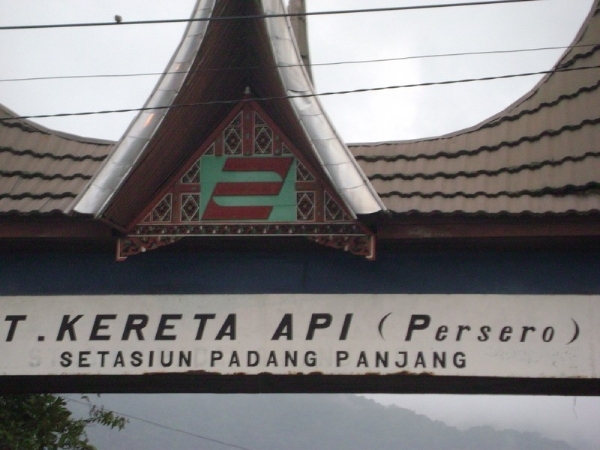 T. KERETA API (Persero)
SETASIUN PADANG PANJANG